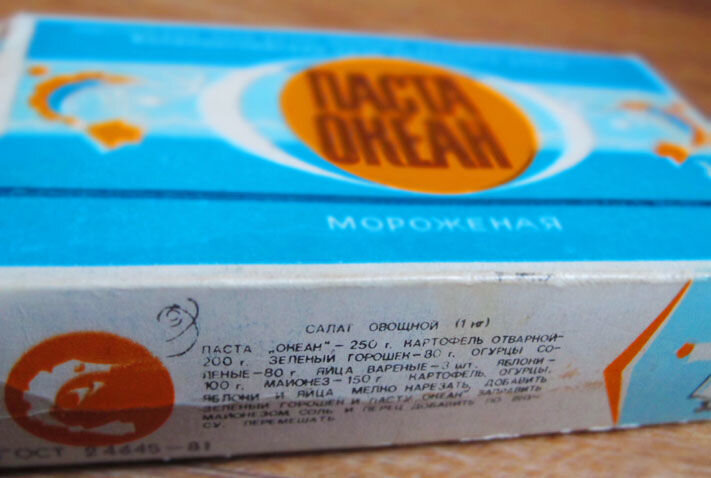 ПАСТА
ОКЕАН
МОРОЖЕНАЯ
САЛАТ ОВОЩНОЙ (1 кг)
ПАСТА „ОКЕАН"- 250 г. КАРТОФЕЛЬ ОТВАРНОЙ-
200 г. ЗЕЛЕНЫЙ ГОРОШЕК-80 г. ОГУРЦЫ СО-
ЛЕНЫЕ-80 г. ЯЙЦА ВАРЕНЫЕ-3 шт. ЯБЛОКИ-
100 г. МАЙОНЕЗ-150 г. КАРТОФЕЛЬ, ОГУРЦЫ,
ЯБЛОКИ И ЯЙЦА МЕЛКО НАРЕЗАТЬ, ДОБАВИТЬ
ЗЕЛЕНЫЙ ГОРОШЕК И ПАСТУ „ОКЕАН" ЗАПРАВИТЬ
МАЙОНЕЗОМ. СОЛЬ И ПЕРЕЦ ДОБАВИТЬ ПО ВКУ-
СУ. ПЕРЕМЕШАТЬ.
ГОСТ 24645-81